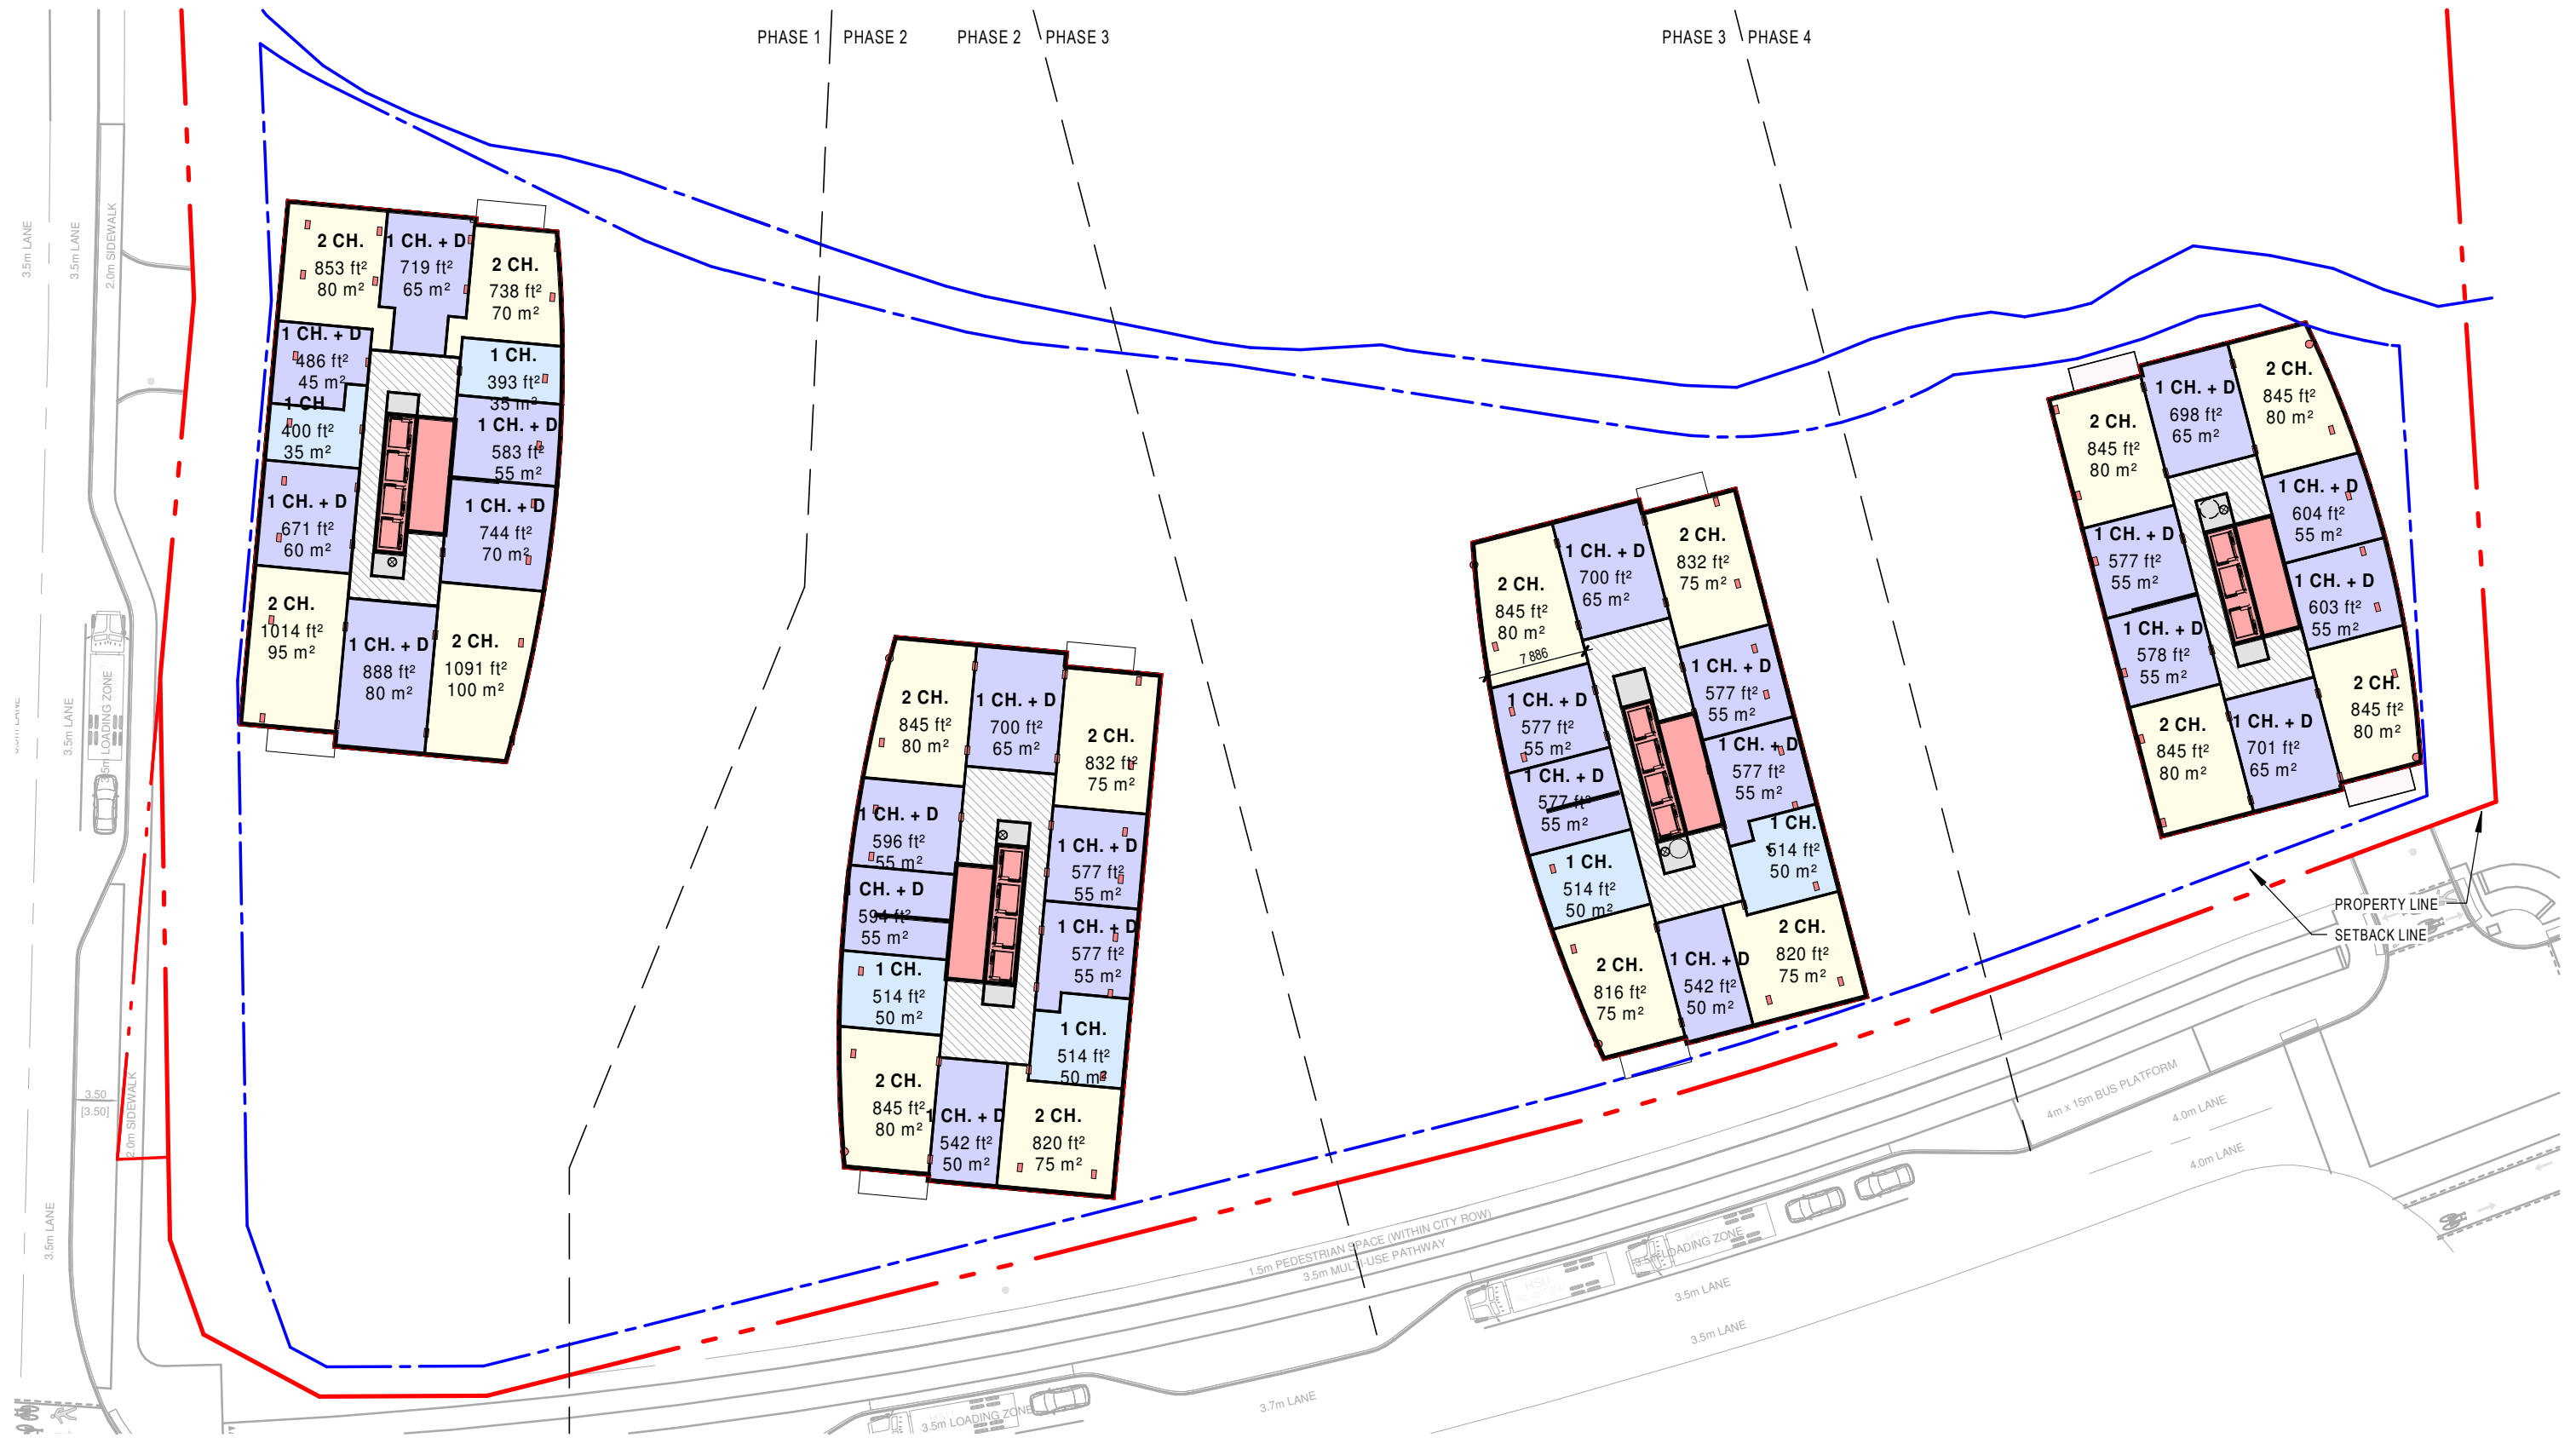 PHASE 1
PHASE 2
PHASE 2
PHASE 3
PHASE 3
PHASE 4
3.5m LANE
3.5m LANE
2.0m SIDEWALK
2 CH.
853 ft²
80 m²
1 CH. + D
719 ft²
65 m²
2 CH.
738 ft²
70 m²
1 CH. + D
486 ft²
45 m²
1 CH.
393 ft²
35 m²
1 CH.
400 ft²
35 m²
1 CH. + D
583 ft²
55 m²
1 CH. + D
671 ft²
60 m²
1 CH. + D
744 ft²
70 m²
2 CH.
1014 ft²
95 m²
1 CH. + D
888 ft²
80 m²
2 CH.
1091 ft²
100 m²
3.5m LANE
3.5m LOADING ZONE
2 CH.
845 ft²
80 m²
1 CH. + D
700 ft²
65 m²
2 CH.
832 ft²
75 m²
1 CH. + D
596 ft²
55 m²
1 CH. + D
577 ft²
55 m²
CH. + D
594 ft²
55 m²
1 CH. + D
577 ft²
55 m²
1 CH.
514 ft²
50 m²
1 CH.
514 ft²
50 m²
2 CH.
845 ft²
80 m²
1 CH. + D
542 ft²
50 m²
2 CH.
820 ft²
75 m²
2 CH.
845 ft²
80 m²
7 886
1 CH. + D
700 ft²
65 m²
2 CH.
832 ft²
75 m²
1 CH. + D
577 ft²
55 m²
1 CH. + D
577 ft²
55 m²
1 CH. + D
577 ft²
55 m²
1 CH. + D
577 ft²
55 m²
1 CH.
514 ft²
50 m²
1 CH.
514 ft²
50 m²
2 CH.
816 ft²
75 m²
1 CH. + D
542 ft²
50 m²
2 CH.
820 ft²
75 m²
2 CH.
845 ft²
80 m²
1 CH. + D
698 ft²
65 m²
2 CH.
845 ft²
80 m²
1 CH. + D
604 ft²
55 m²
1 CH. + D
577 ft²
55 m²
1 CH. + D
603 ft²
55 m²
1 CH. + D
578 ft²
55 m²
2 CH.
845 ft²
80 m²
1 CH. + D
701 ft²
65 m²
2 CH.
845 ft²
80 m²
PROPERTY LINE
SETBACK LINE
3.50
[3.50]
2.0m SIDEWALK
3.5m LANE
4m x 15m BUS PLATFORM
4.0m LANE
4.0m LANE
1.5m PEDESTRIAN SPACE (WITHIN CITY ROW)
3.5m MULTI-USE PATHWAY
3.5m LOADING ZONE
HSU
3.5m LANE
3.5m LANE
3.7m LANE
3.5m LOADING ZONE